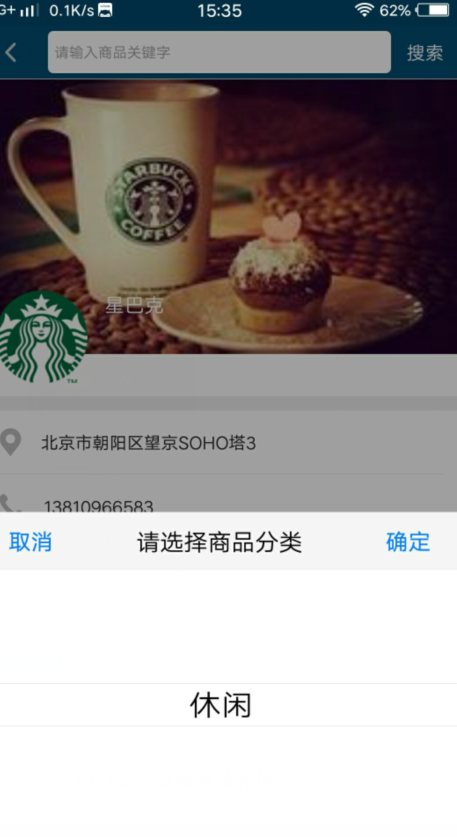 G+ 0.1K/s 15:35 62%
请输入商品关键字 搜索
STARBUCKS
COFFEE
星巴克
TM
北京市朝阳区望京SOHO塔3
13810966583
取消 请选择商品分类 确定
休闲